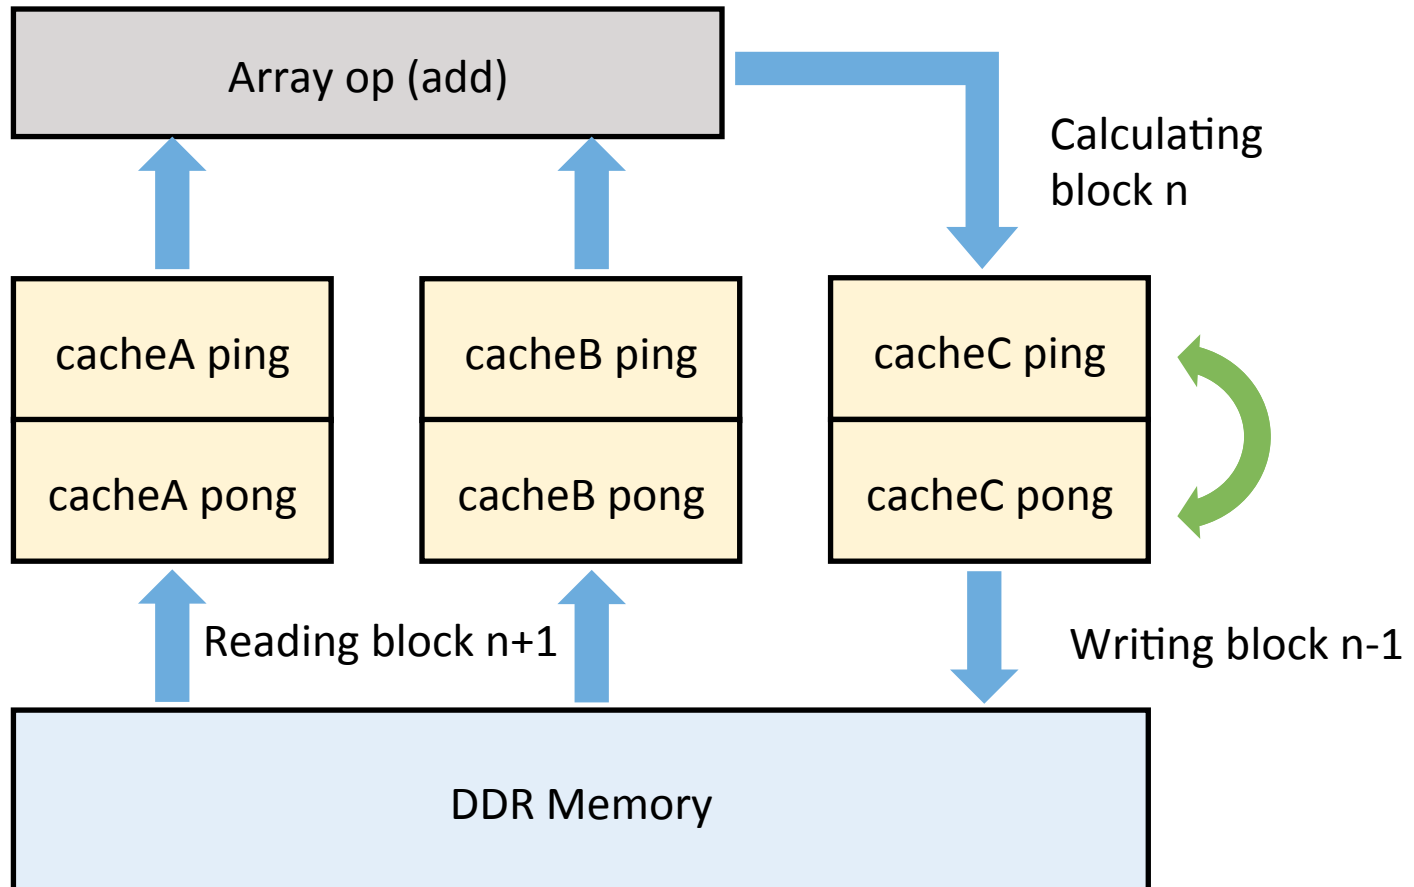 Array op (add)
Calculating
block n
cacheA ping
cacheB ping
cacheC ping
cacheA pong
cacheB pong
cacheC pong
Reading block n+1
Writing block n-1
DDR Memory